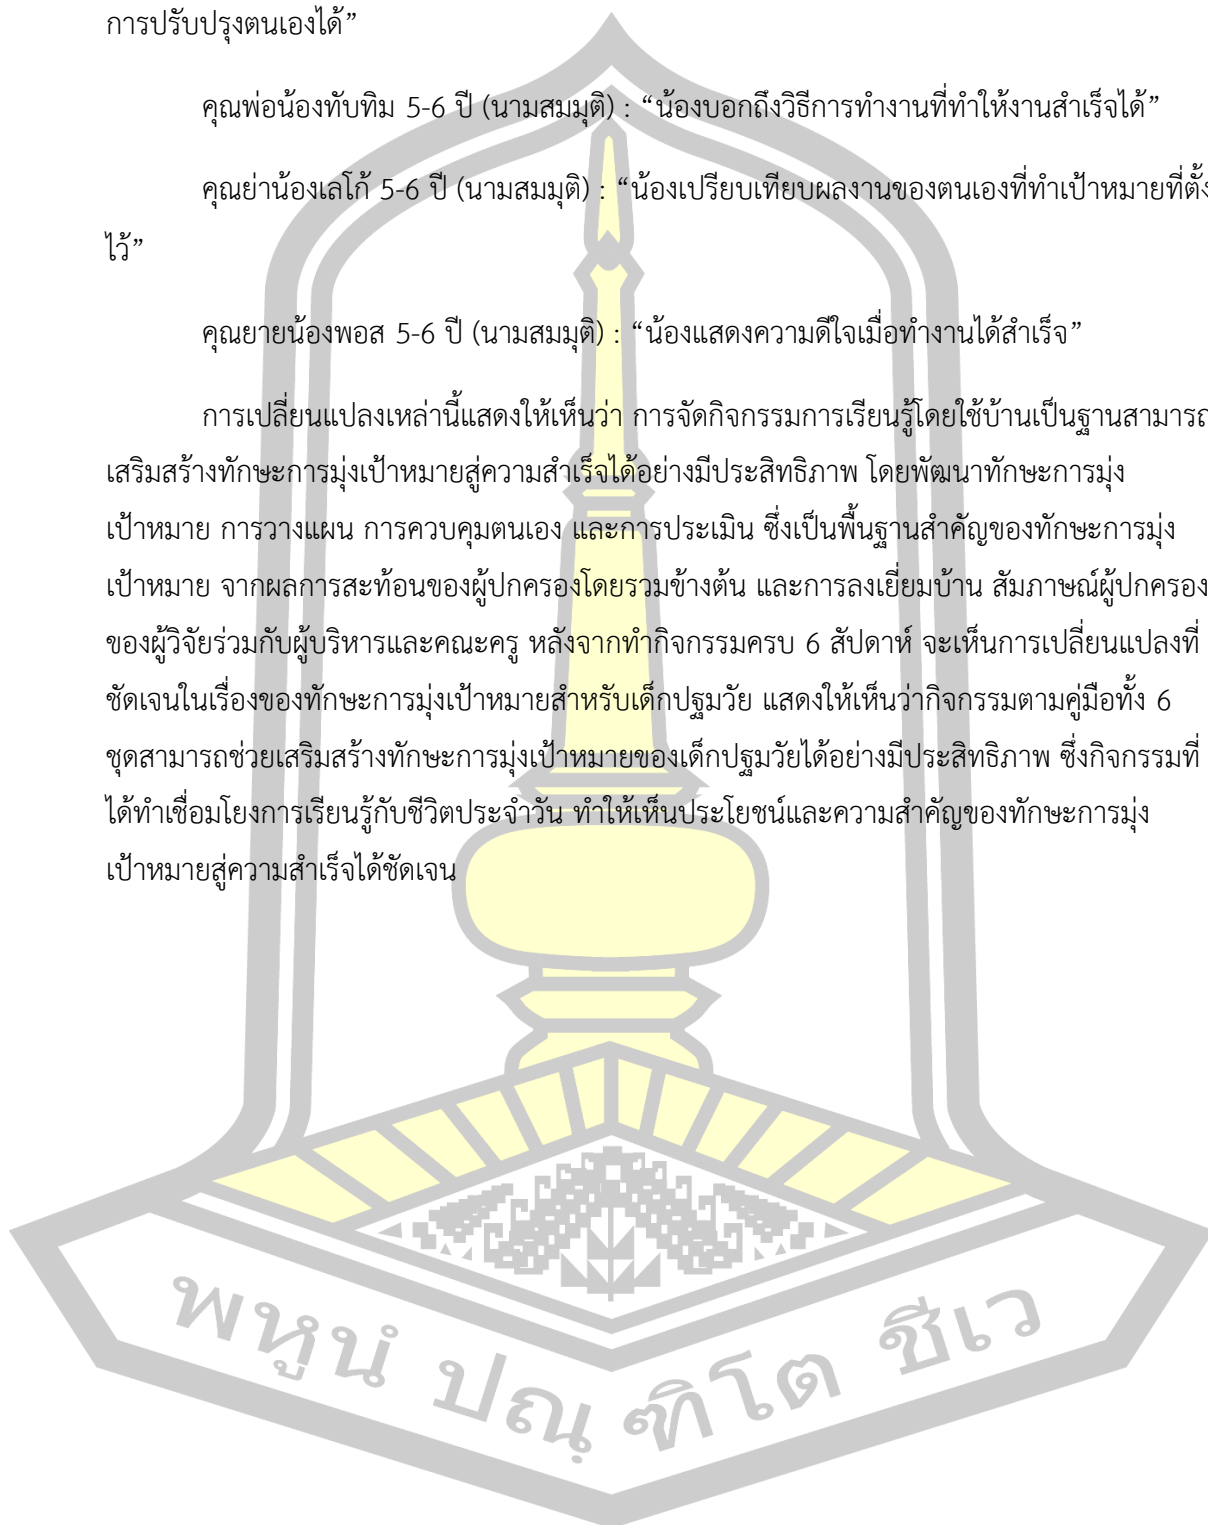 การปรับปรุงตนเองได้”
คุณพ่อน้องทับทิม 5-6 ปี (นามสมมุติ) : “น้องบอกถึงวิธีการทำงานที่ทำให้งานสำเร็จได้”
คุณย่าน้องเลโก้ 5-6 ปี (นามสมมุติ) : “น้องเปรียบเทียบผลงานของตนเองที่ทำเป้าหมายที่ตั้ง
ไว้”
คุณยายน้องพอส 5-6 ปี (นามสมมุติ) : “น้องแสดงความดีใจเมื่อทำงานได้สำเร็จ”
การเปลี่ยนแปลงเหล่านี้แสดงให้เห็นว่า การจัดกิจกรรมการเรียนรู้โดยใช้บ้านเป็นฐานสามารถ
เสริมสร้างทักษะการมุ่งเป้าหมายสู่ความสำเร็จได้อย่างมีประสิทธิภาพ โดยพัฒนาทักษะการมุ่ง
เป้าหมาย การวางแผน การควบคุมตนเอง และการประเมิน ซึ่งเป็นพื้นฐานสำคัญของทักษะการมุ่ง
เป้าหมาย จากผลการสะท้อนของผู้ปกครองโดยรวมข้างต้น และการลงเยี่ยมบ้าน สัมภาษณ์ผู้ปกครอง
ของผู้วิจัยร่วมกับผู้บริหารและคณะครู หลังจากทำกิจกรรมครบ 6 สัปดาห์ จะเห็นการเปลี่ยนแปลงที่
ชัดเจนในเรื่องของทักษะการมุ่งเป้าหมายสำหรับเด็กปฐมวัย แสดงให้เห็นว่ากิจกรรมตามคู่มือทั้ง 6
ชุดสามารถช่วยเสริมสร้างทักษะการมุ่งเป้าหมายของเด็กปฐมวัยได้อย่างมีประสิทธิภาพ ซึ่งกิจกรรมที่
ได้ทำเชื่อมโยงการเรียนรู้กับชีวิตประจำวัน ทำให้เห็นประโยชน์และความสำคัญของทักษะการมุ่ง
เป้าหมายสู่ความสำเร็จได้ชัดเจน
พหูนํ ปณฺฑิโต ชีเว